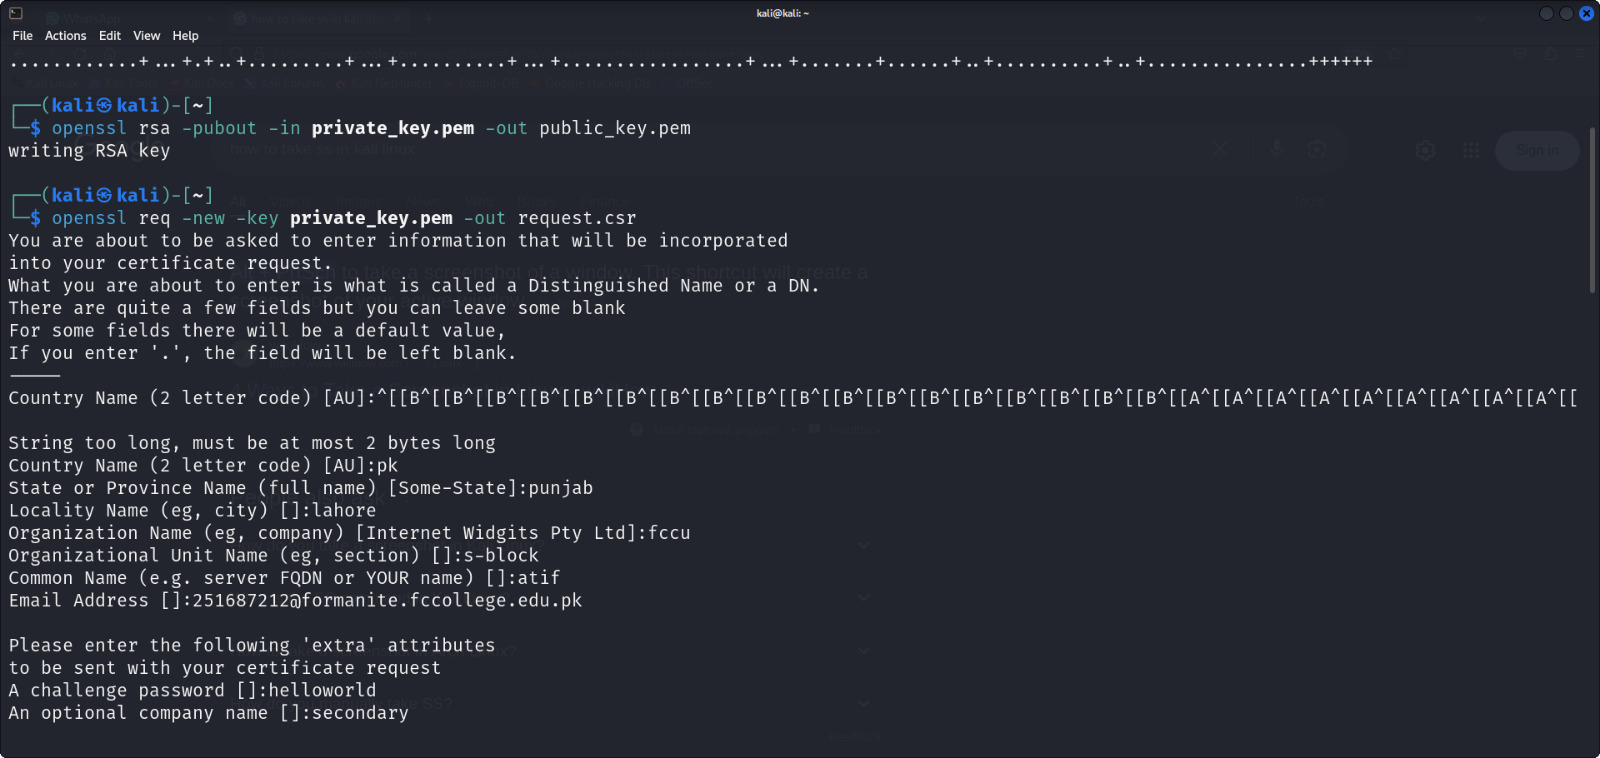 kali@kali: ~
File Actions Edit View Help
............+...+.+..+.........+...+..........+...+.................+...+.......+......+..+..........+..+...............++++++
┌──(kali㉿kali)-[~]
└─$ openssl rsa -pubout -in private_key.pem -out public_key.pem
writing RSA key
┌──(kali㉿kali)-[~]
└─$ openssl req -new -key private_key.pem -out request.csr
You are about to be asked to enter information that will be incorporated
into your certificate request.
What you are about to enter is what is called a Distinguished Name or a DN.
There are quite a few fields but you can leave some blank
For some fields there will be a default value,
If you enter '.', the field will be left blank.
-----
Country Name (2 letter code) [AU]:^[[B^[[B^[[B^[[B^[[B^[[B^[[B^[[B^[[B^[[B^[[B^[[B^[[B^[[B^[[B^[[B^[[B^[[B^[[A^[[A^[[A^[[A^[[A^[[A^[[A^[[A^[[A^[[
String too long, must be at most 2 bytes long
Country Name (2 letter code) [AU]:pk
State or Province Name (full name) [Some-State]:punjab
Locality Name (eg, city) []:lahore
Organization Name (eg, company) [Internet Widgits Pty Ltd]:fccu
Organizational Unit Name (eg, section) []:s-block
Common Name (e.g. server FQDN or YOUR name) []:atif
Email Address []:251687212@formanite.fccollege.edu.pk
Please enter the following 'extra' attributes
to be sent with your certificate request
A challenge password []:helloworld
An optional company name []:secondary